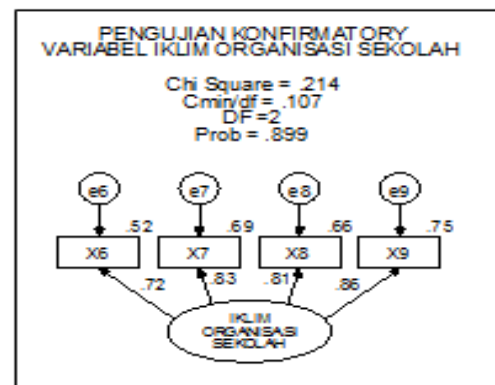 PENGUJIAN KONFIRMATORY
VARIABEL IKLIM ORGANISASI SEKOLAH
Chi Square = .214
Cmin/df = .107
DF =2
Prob = .899
e6 e7 e8 e9
.52 .69 .66 .75
X6 X7 X8 X9
.72 .83 .81 .86
IKLIM
ORGANISASI
SEKOLAH